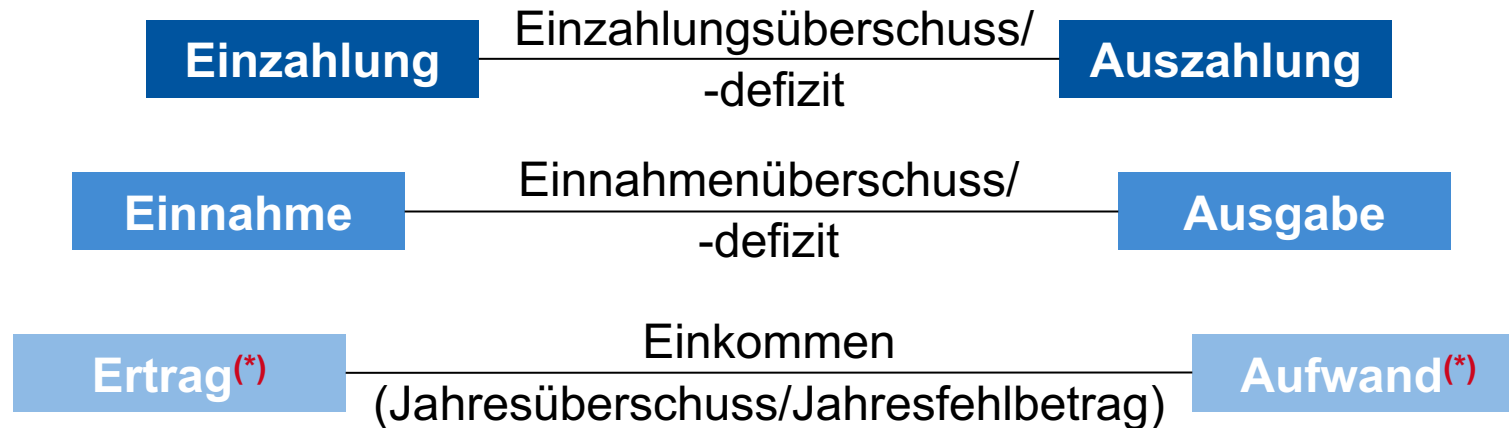 Einzahlung Einzahlungsüberschuss/ Auszahlung
-defizit
Einnahme Einnahmenüberschuss/ Ausgabe
-defizit
Ertrag(*) Einkommen Aufwand(*)
(Jahresüberschuss/Jahresfehlbetrag)